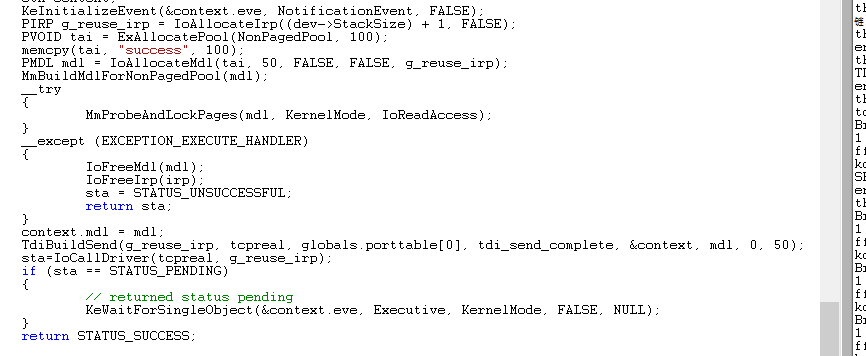 KeInitializeEvent(&context.eve, NotificationEvent, FALSE);
PIRP g_reuse_irp = IoAllocateIrp((dev->StackSize) + 1, FALSE);
PVOID tai = ExAllocatePool(NonPagedPool, 100);
memcpy(tai, "success", 100);
PMDL mdl = IoAllocateMdl(tai, 50, FALSE, FALSE, g_reuse_irp);
MmBuildMdlForNonPagedPool(mdl);
__try
{
MmProbeAndLockPages(mdl, KernelMode, IoReadAccess);
}
__except (EXCEPTION_EXECUTE_HANDLER)
{
IoFreeMdl(mdl);
IoFreeIrp(irp);
sta = STATUS_UNSUCCESSFUL;
return sta;
}
context.mdl = mdl;
TdiBuildSend(g_reuse_irp, tcpreal, globals.porttable[0], tdi_send_complete, &context, mdl, 0, 50);
sta=IoCallDriver(tcpreal, g_reuse_irp);
if (sta == STATUS_PENDING)
{
// returned status pending
KeWaitForSingleObject(&context.eve, Executive, KernelMode, FALSE, NULL);
}
return STATUS_SUCCESS;